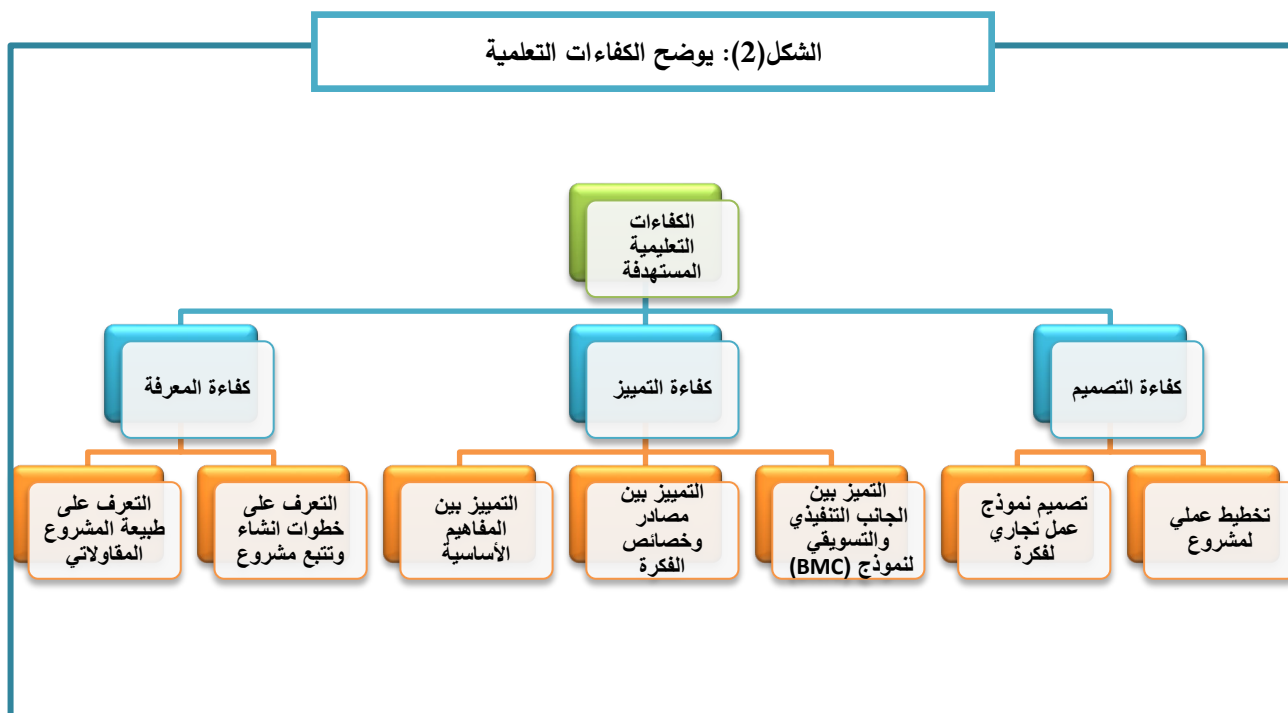 الشكل(2): يوضح الكفاءات التعلمية
الكفاءات
التعليمية
المستهدفة
كفاءة التصميم
كفاءة التمييز
كفاءة المعرفة
تخطيط عملي
لمشروع
تصميم نموذج
عمل تجاري
لفكرة
التميز بين
الجانب التنفيذي
والتسويقي
لنموذج (BMC)
التمييز بين
مصادر
وخصائص
الفكرة
التمييز بين
المفاهيم
الأساسية
التعرف على
خطوات انشاء
وتتبع مشروع
التعرف على
طبيعة المشروع
المقاولاتي